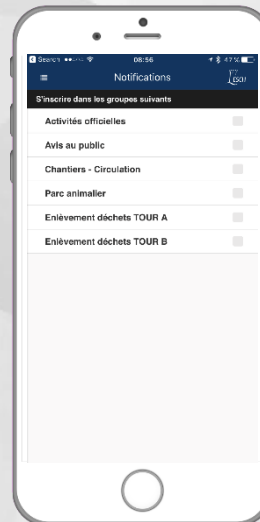 Search 08:56 47 %
Notifications
S'inscrire dans les groupes suivants
Activités officielles
Avis au public
Chantiers - Circulation
Parc animalier
Enlèvement déchets TOUR A
Enlèvement déchets TOUR B